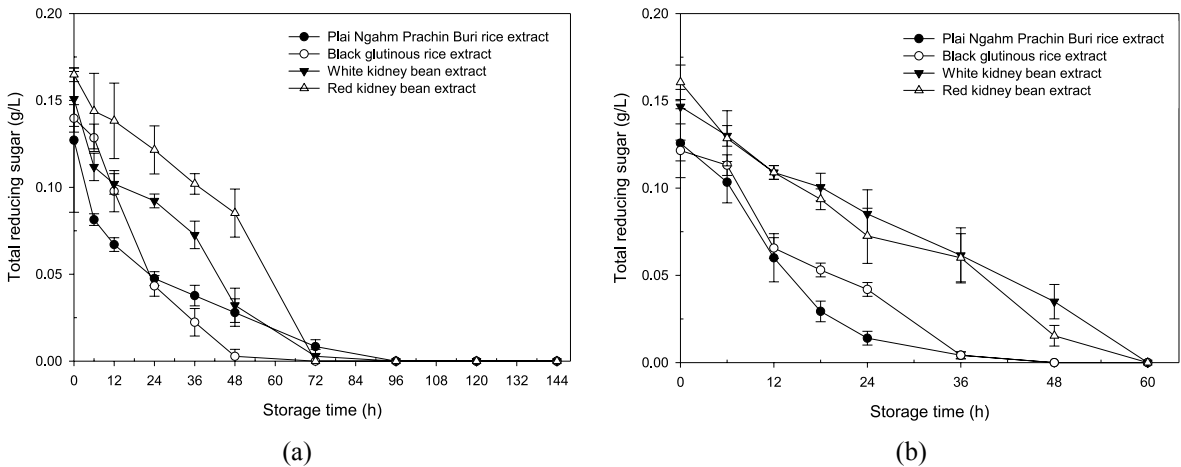 0.20
0.15
0.10
0.05
0.00
Total reducing sugar (g/L)
Plai Ngahm Prachin Buri rice extract
Black glutinous rice extract
White kidney bean extract
Red kidney bean extract
0 12 24 36 48 60 72 84 96 108 120 132 144
Storage time (h)
(a)
0.20
0.15
0.10
0.05
0.00
Total reducing sugar (g/L)
Plai Ngahm Prachin Buri rice extract
Black glutinous rice extract
White kidney bean extract
Red kidney bean extract
0 12 24 36 48 60
Storage time (h)
(b)